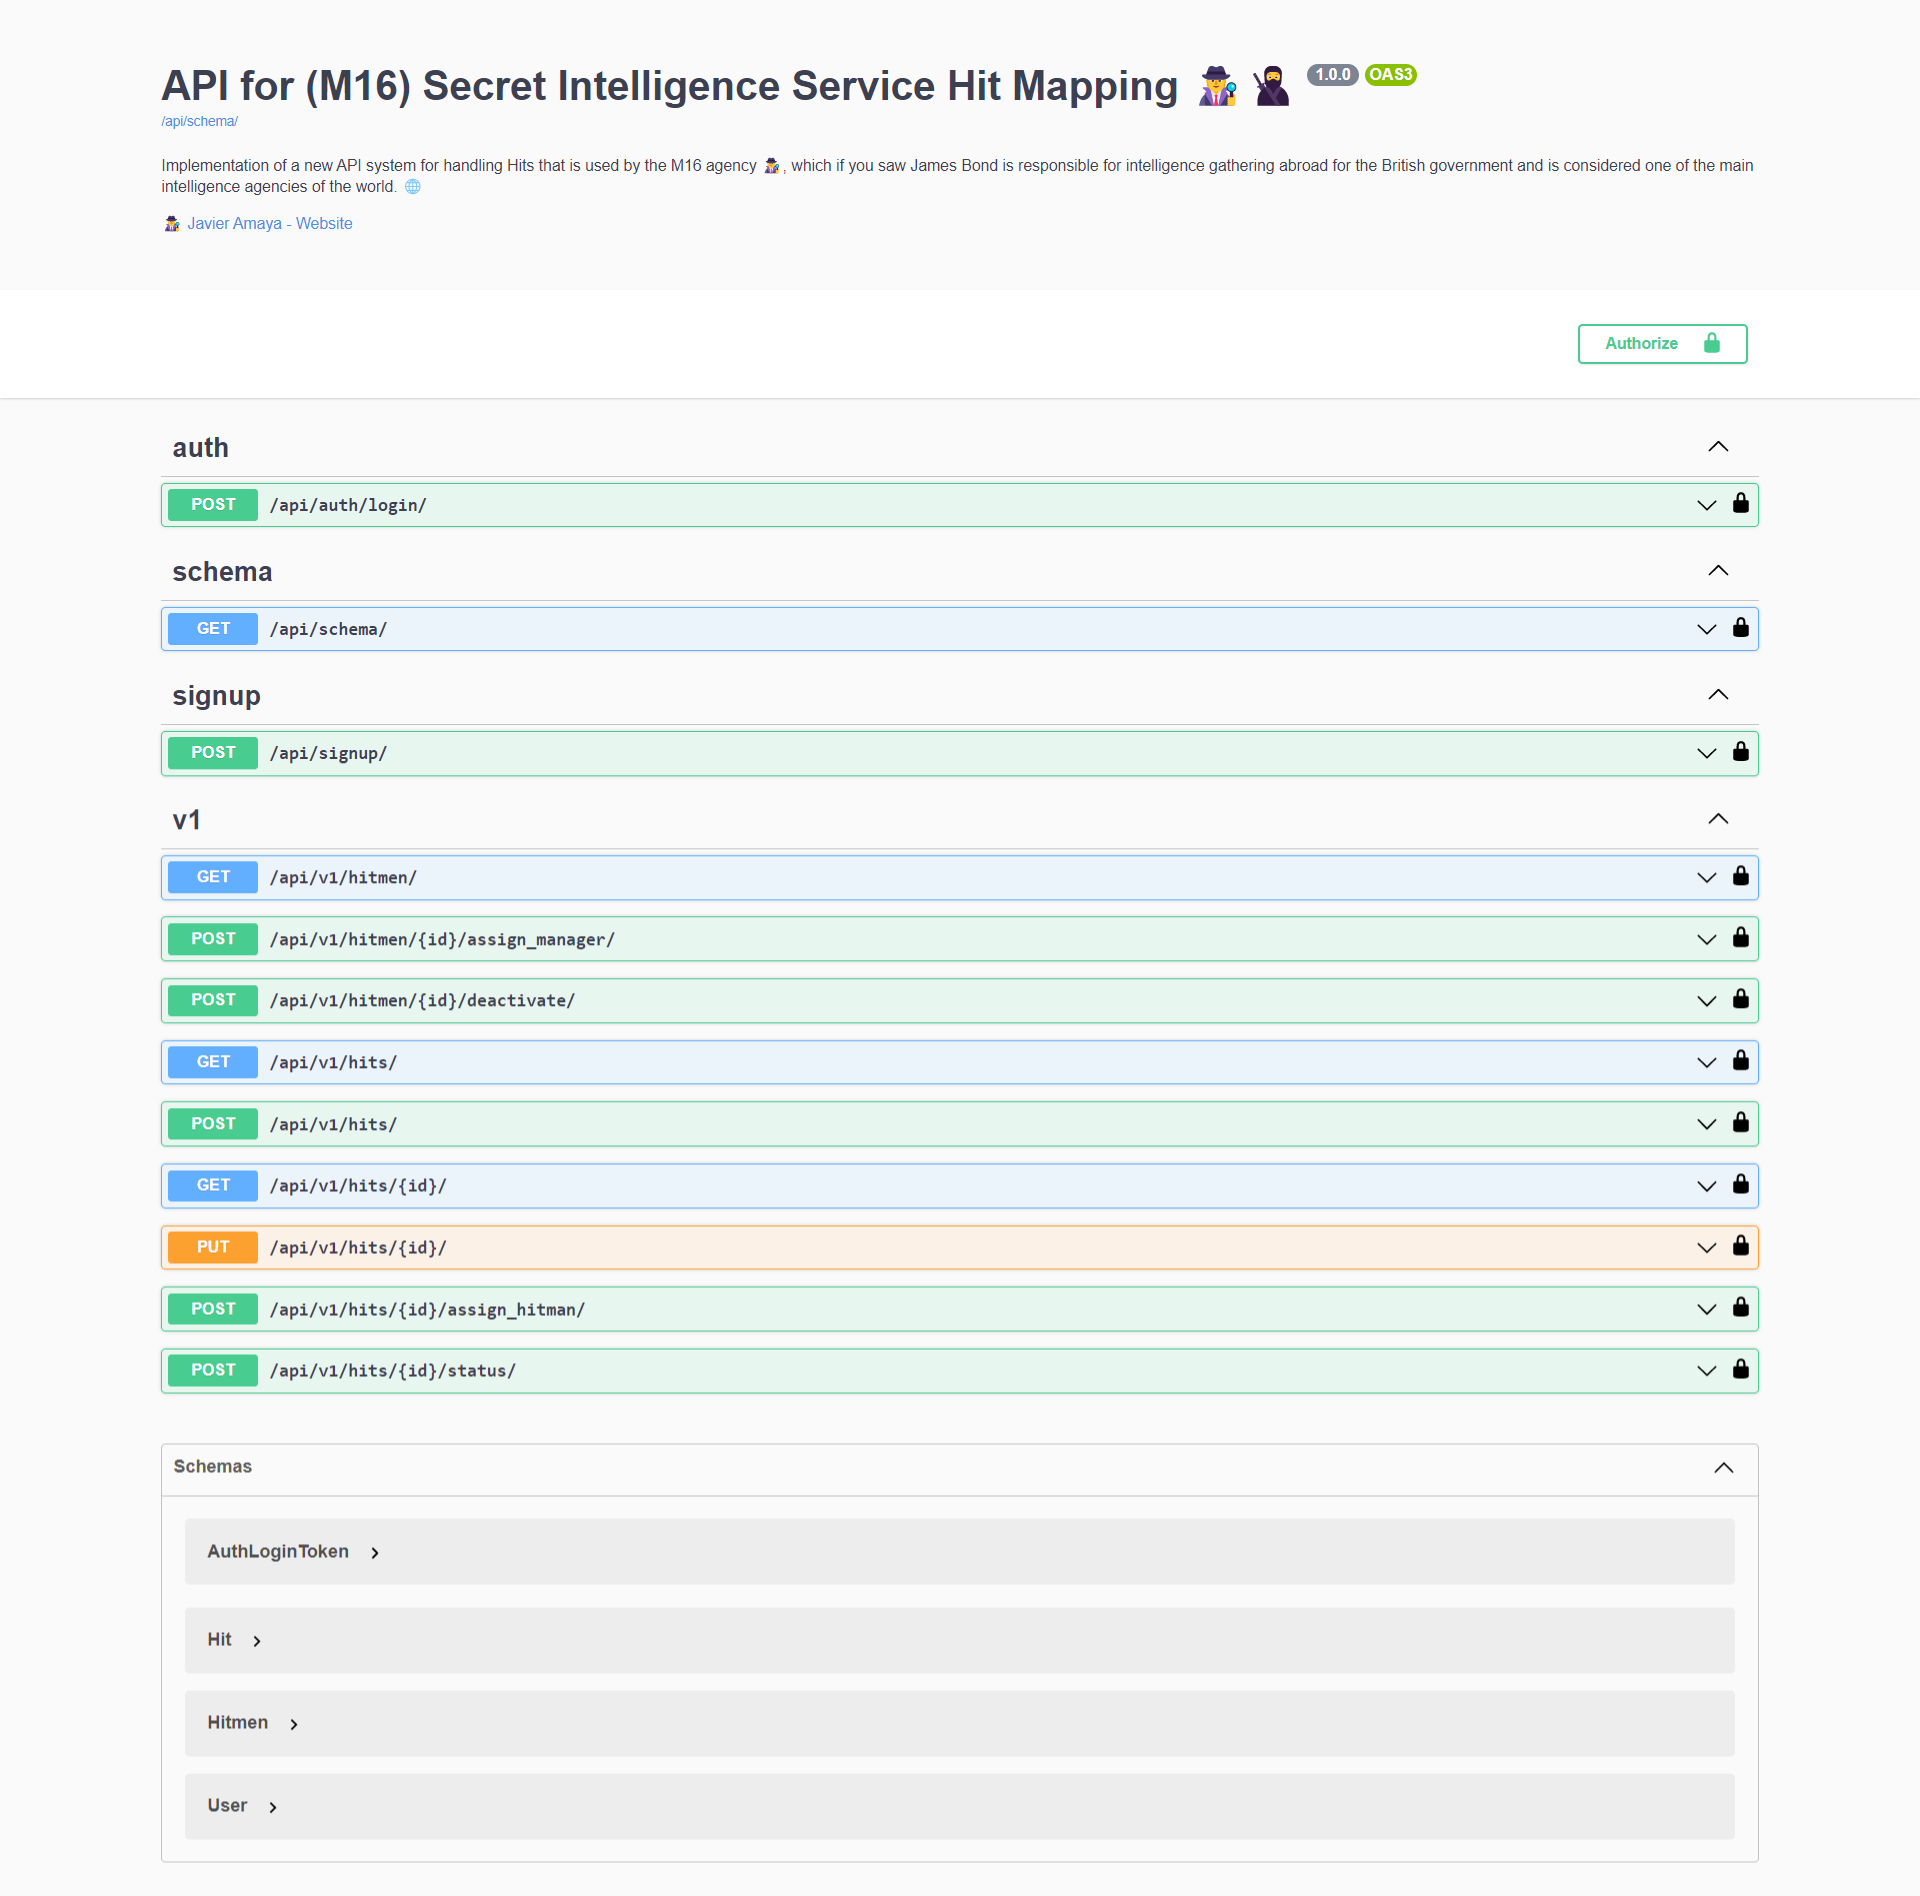 API for (M16) Secret Intelligence Service Hit Mapping 🕵️ 🥷 1.0.0 OAS3
/api/schema/
Implementation of a new API system for handling Hits that is used by the M16 agency 🕵️, which if you saw James Bond is responsible for intelligence gathering abroad for the British government and is considered one of the main
intelligence agencies of the world. 🌐
🕵️ Javier Amaya - Website
Authorize
auth
POST /api/auth/login/
schema
GET /api/schema/
signup
POST /api/signup/
v1
GET /api/v1/hitmen/
POST /api/v1/hitmen/{id}/assign_manager/
POST /api/v1/hitmen/{id}/deactivate/
GET /api/v1/hits/
POST /api/v1/hits/
GET /api/v1/hits/{id}/
PUT /api/v1/hits/{id}/
POST /api/v1/hits/{id}/assign_hitman/
POST /api/v1/hits/{id}/status/
Schemas
AuthLoginToken
Hit
Hitmen
User